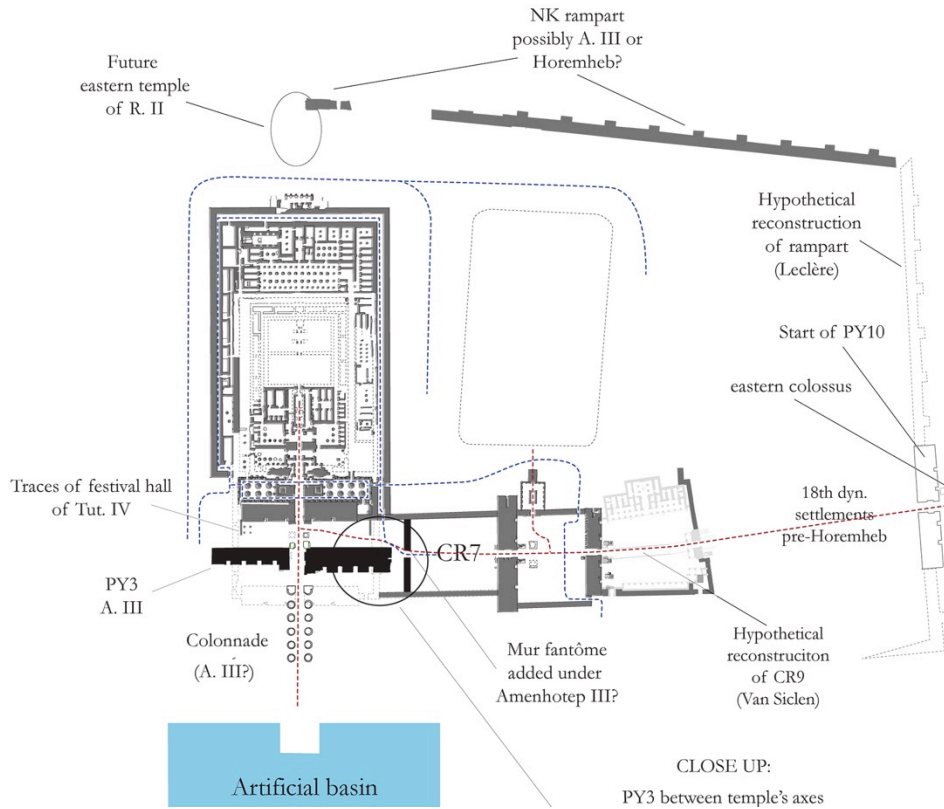 NK rampart
possibly A. III or
Horemheb?
Future
eastern temple
of R. II
Hypothetical
reconstruction
of rampart
(Leclère)
Start of PY10
eastern colossus
Traces of festival hall
of Tut. IV
18th dyn.
settlements
pre-Horemheb
CR7
PY3
A. III
Colonnade
(A. III?)
Mur fantôme
added under
Amenhotep III?
Hypothetical
reconstruciton
of CR9
(Van Siclen)
Artificial basin
CLOSE UP:
PY3 between temple's axes